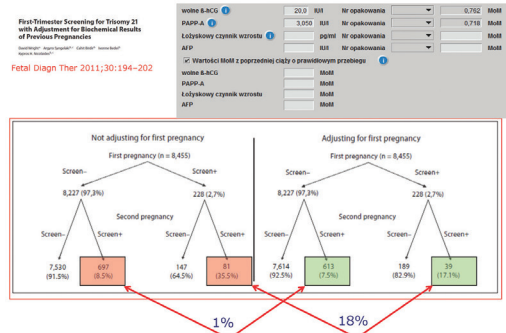 First-Trimester Screening for Trisomy 21
with Adjustment for Biochemical Results
of Previous Pregnancies
Fetal Diagn Ther 2011;30:194–202
wolne ß-hCG 20,0 IU/l Nr opakowania 0,762 MoM
PAPP-A 3,050 IU/l Nr opakowania 0,718 MoM
Łożyskowy czynnik wzrostu pg/ml Nr opakowania MoM
AFP IU/l Nr opakowania MoM
Wartości MoM z poprzedniej ciąży o prawidłowym przebiegu
wolne ß-hCG MoM
PAPP-A MoM
Łożyskowy czynnik wzrostu MoM
AFP MoM
Not adjusting for first pregnancy
First pregnancy (n = 8,455)
Screen– Screen+
8,227 (97,3%) 228 (2,7%)
Second pregnancy
Screen– Screen+ Screen– Screen+
7,530 697 147 81
(91.5%) (8.5%) (64.5%) (35.5%)
Adjusting for first pregnancy
First pregnancy (n = 8,455)
Screen– Screen+
8,227 (97,3%) 228 (2,7%)
Second pregnancy
Screen– Screen+ Screen– Screen+
7,614 613 189 39
(92.5%) (7.5%) (82.9%) (17.1%)
1% 18%